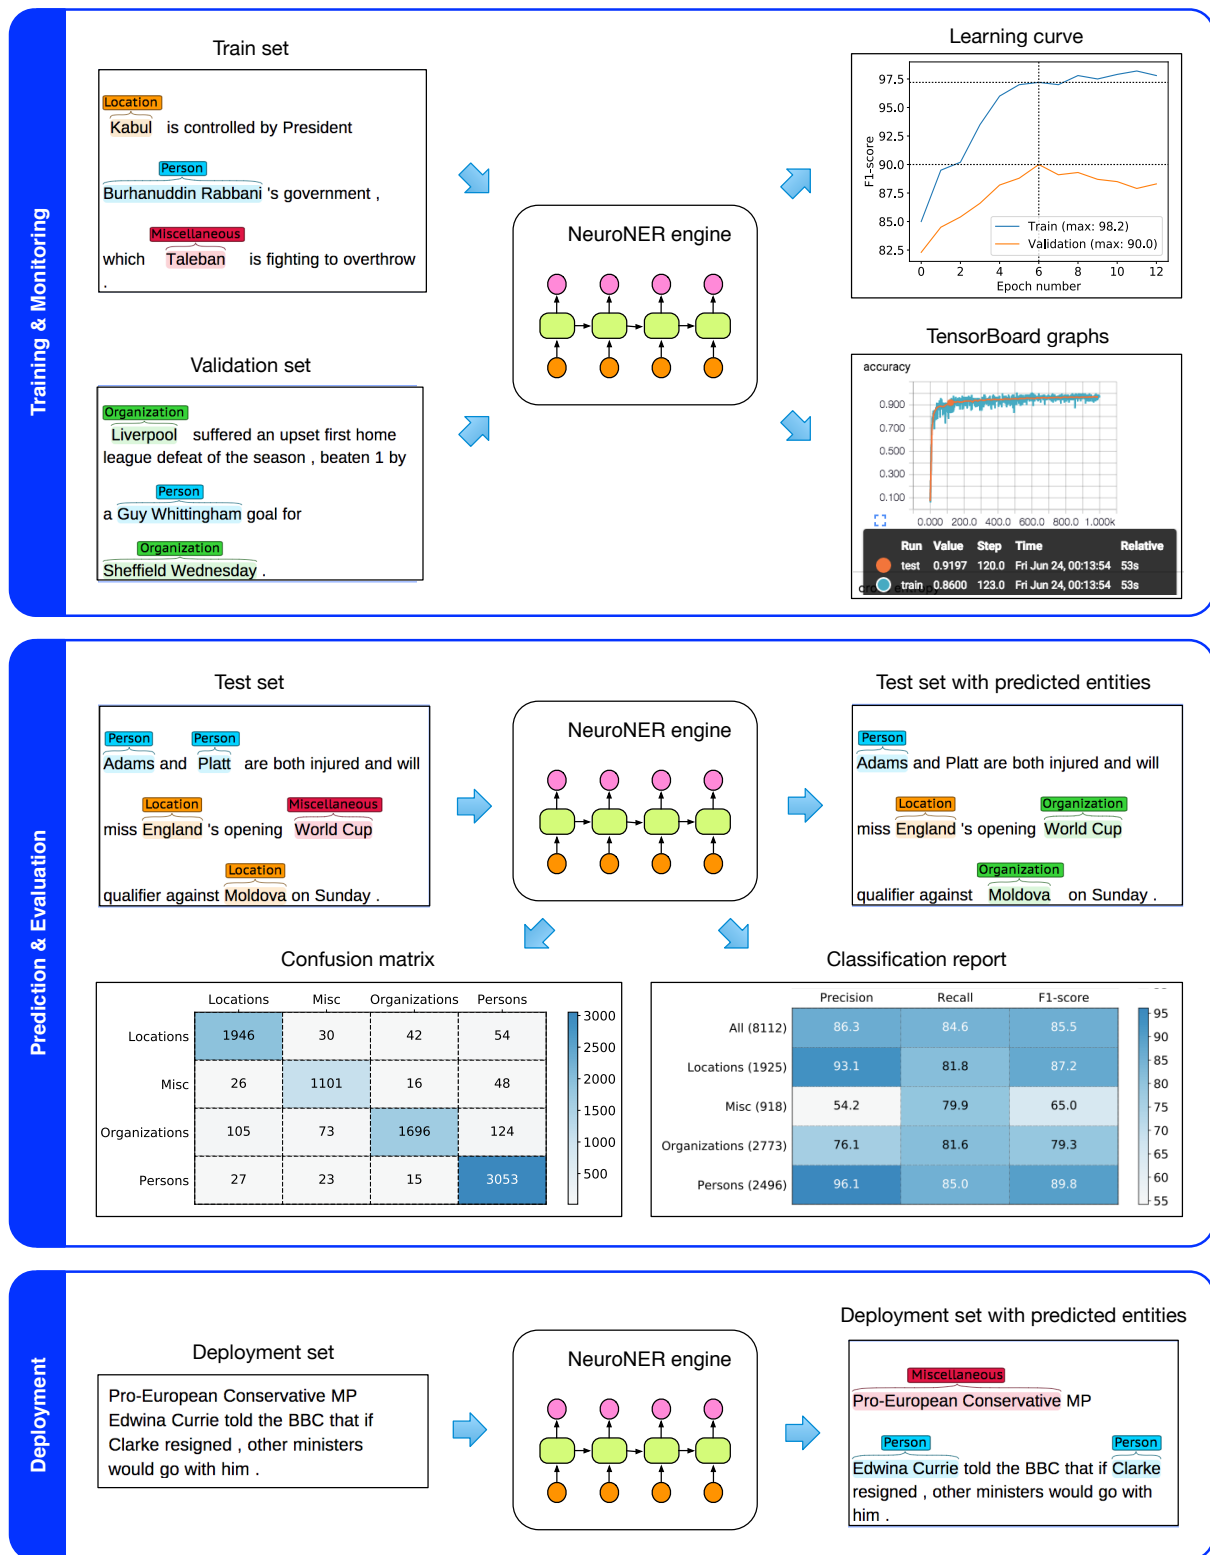 Training & Monitoring
Train set
Location
Kabul is controlled by President
Person
Burhanuddin Rabbani 's government ,
Miscellaneous
which Taleban is fighting to overthrow
.
Validation set
Organization
Liverpool suffered an upset first home
league defeat of the season , beaten 1 by
Person
a Guy Whittingham goal for
Organization
Sheffield Wednesday .
NeuroNER engine
Learning curve
F1-score
97.5
95.0
92.5
90.0
87.5
85.0
82.5
Train (max: 98.2)
Validation (max: 90.0)
0 2 4 6 8 10 12
Epoch number
TensorBoard graphs
accuracy
0.900
0.700
0.500
0.300
0.100
0.000 200.0 400.0 600.0 800.0 1.000k
Run Value Step Time Relative
test 0.9197 120.0 Fri Jun 24, 00:13:54 53s
train 0.8600 123.0 Fri Jun 24, 00:13:54 53s
Prediction & Evaluation
Test set
Person Person
Adams and Platt are both injured and will
Location Miscellaneous
miss England 's opening World Cup
Location
qualifier against Moldova on Sunday .
NeuroNER engine
Test set with predicted entities
Person
Adams and Platt are both injured and will
Location Organization
miss England 's opening World Cup
Organization
qualifier against Moldova on Sunday .
Confusion matrix
Locations Misc Organizations Persons
Locations 1946 30 42 54
Misc 26 1101 16 48
Organizations 105 73 1696 124
Persons 27 23 15 3053
3000
2500
2000
1500
1000
500
Classification report
Precision Recall F1-score
All (8112) 86.3 84.6 85.5
Locations (1925) 93.1 81.8 87.2
Misc (918) 54.2 79.9 65.0
Organizations (2773) 76.1 81.6 79.3
Persons (2496) 96.1 85.0 89.8
95
90
85
80
75
70
65
60
55
Deployment
Deployment set
Pro-European Conservative MP
Edwina Currie told the BBC that if
Clarke resigned , other ministers
would go with him .
NeuroNER engine
Deployment set with predicted entities
Miscellaneous
Pro-European Conservative MP
Person Person
Edwina Currie told the BBC that if Clarke
resigned , other ministers would go with
him .